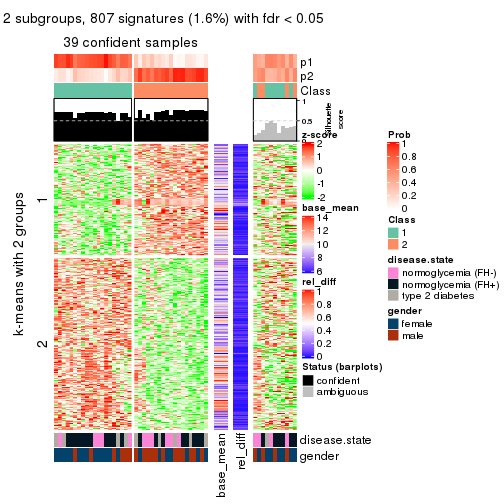 2 subgroups, 807 signatures (1.6%) with fdr < 0.05
39 confident samples
p1
p2
Class
1
0.5
0
Silhouette
score
k-means with 2 groups
1
2
z-score
2
1
0
-1
-2
base_mean
14
12
10
8
6
rel_diff
1
0.8
0.6
0.4
0.2
0
Status (barplots)
confident
ambiguous
Prob
1
0.8
0.6
0.4
0.2
0
Class
1
2
disease.state
normoglycemia (FH-)
normoglycemia (FH+)
type 2 diabetes
gender
female
male
disease.state
gender
base_mean
rel_diff